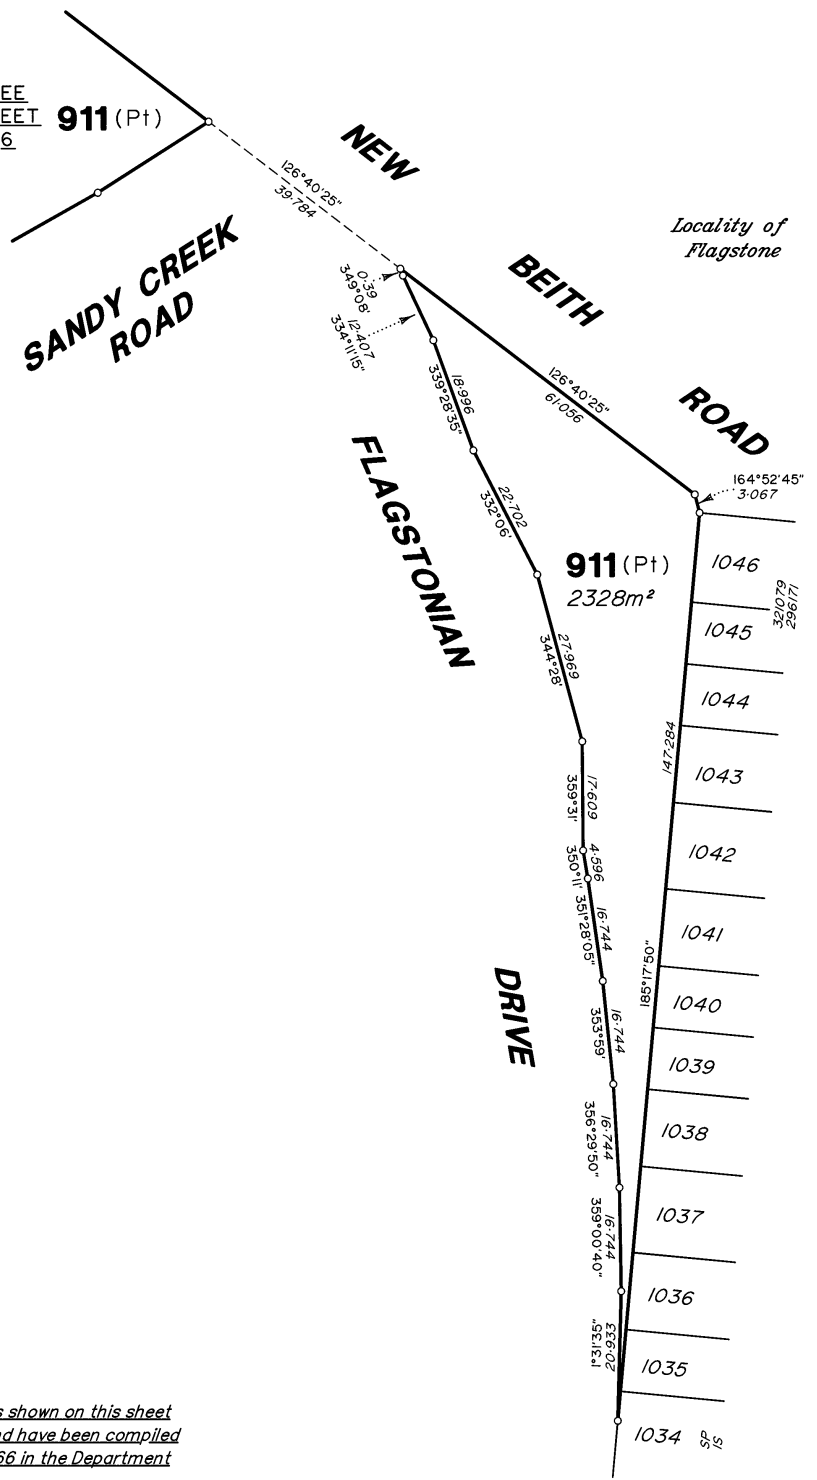 EE
EET
6
911 (Pt)
NEW
126°40'25"
39·784
Locality of
Flagstone
SANDY CREEK
ROAD
BEITH
0·39
349°08'
12·407
334°11'15"
126°40'25"
61·056
ROAD
18·996
339°28'35"
164°52'45"
3·067
FLAGSTONIAN
22·702
332°06'
911 (Pt)
2328m²
1046
321079
296171
1045
27·969
344°28'
1044
147·284
1043
17·609
359°31'
1042
4·596
350°11'
16·744
351°28'05"
1041
185°17'50"
DRIVE
1040
16·744
353°59'
1039
16·744
356°29'50"
1038
16·744
359°00'40"
1037
1036
20·933
1°31'35"
1035
1034
SP
IS
s shown on this sheet
nd have been compiled
66 in the Department